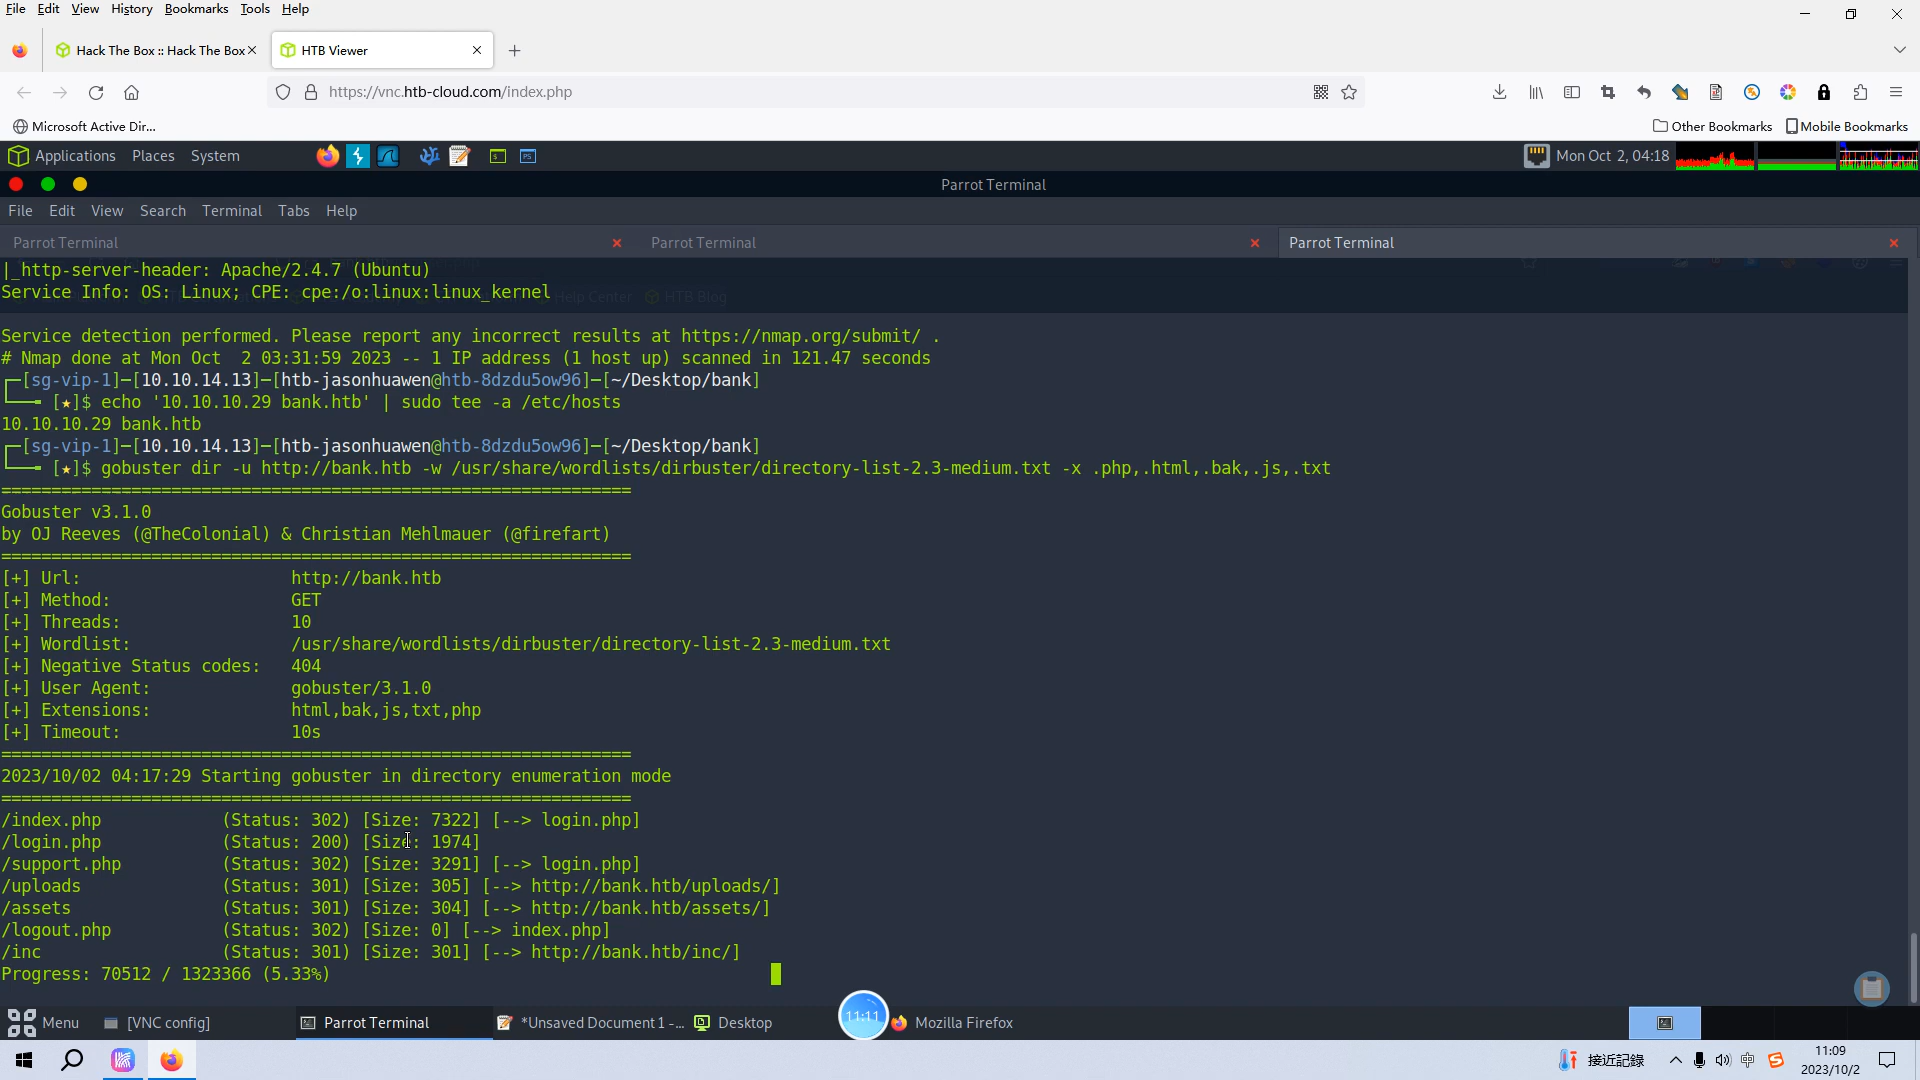 File Edit View History Bookmarks Tools Help
Hack The Box :: Hack The Box
HTB Viewer
https://vnc.htb-cloud.com/index.php
Microsoft Active Dir...
Other Bookmarks
Mobile Bookmarks
Applications Places System
Mon Oct 2, 04:18
Parrot Terminal
File Edit View Search Terminal Tabs Help
Parrot Terminal
Parrot Terminal
Parrot Terminal
|_http-server-header: Apache/2.4.7 (Ubuntu)
Service Info: OS: Linux; CPE: cpe:/o:linux:linux_kernel
Help Center HTB Blog
Service detection performed. Please report any incorrect results at https://nmap.org/submit/ .
# Nmap done at Mon Oct  2 03:31:59 2023 -- 1 IP address (1 host up) scanned in 121.47 seconds
┌─[sg-vip-1]─[10.10.14.13]─[htb-jasonhuawen@htb-8dzdu5ow96]─[~/Desktop/bank]
└──╼ [★]$ echo '10.10.10.29 bank.htb' | sudo tee -a /etc/hosts
10.10.10.29 bank.htb
┌─[sg-vip-1]─[10.10.14.13]─[htb-jasonhuawen@htb-8dzdu5ow96]─[~/Desktop/bank]
└──╼ [★]$ gobuster dir -u http://bank.htb -w /usr/share/wordlists/dirbuster/directory-list-2.3-medium.txt -x .php,.html,.bak,.js,.txt
===============================================================
Gobuster v3.1.0
by OJ Reeves (@TheColonial) & Christian Mehlmauer (@firefart)
===============================================================
[+] Url:                     http://bank.htb
[+] Method:                  GET
[+] Threads:                 10
[+] Wordlist:                /usr/share/wordlists/dirbuster/directory-list-2.3-medium.txt
[+] Negative Status codes:   404
[+] User Agent:              gobuster/3.1.0
[+] Extensions:              html,bak,js,txt,php
[+] Timeout:                 10s
===============================================================
2023/10/02 04:17:29 Starting gobuster in directory enumeration mode
===============================================================
/index.php            (Status: 302) [Size: 7322] [--> login.php]
/login.php            (Status: 200) [Size: 1974]
/support.php          (Status: 302) [Size: 3291] [--> login.php]
/uploads              (Status: 301) [Size: 305] [--> http://bank.htb/uploads/]
/assets               (Status: 301) [Size: 304] [--> http://bank.htb/assets/]
/logout.php           (Status: 302) [Size: 0] [--> index.php]
/inc                  (Status: 301) [Size: 301] [--> http://bank.htb/inc/]
Progress: 70512 / 1323366 (5.33%)
Menu [VNC config] Parrot Terminal *Unsaved Document 1 -... Desktop 11:11 Mozilla Firefox
接近記錄 中 11:09
2023/10/2